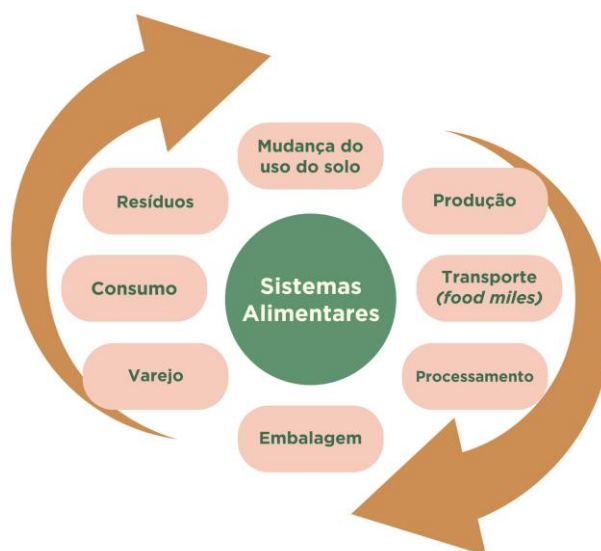 Mudança do
uso do solo
Produção
Transporte
(food miles)
Processamento
Embalagem
Varejo
Consumo
Resíduos
Sistemas
Alimentares